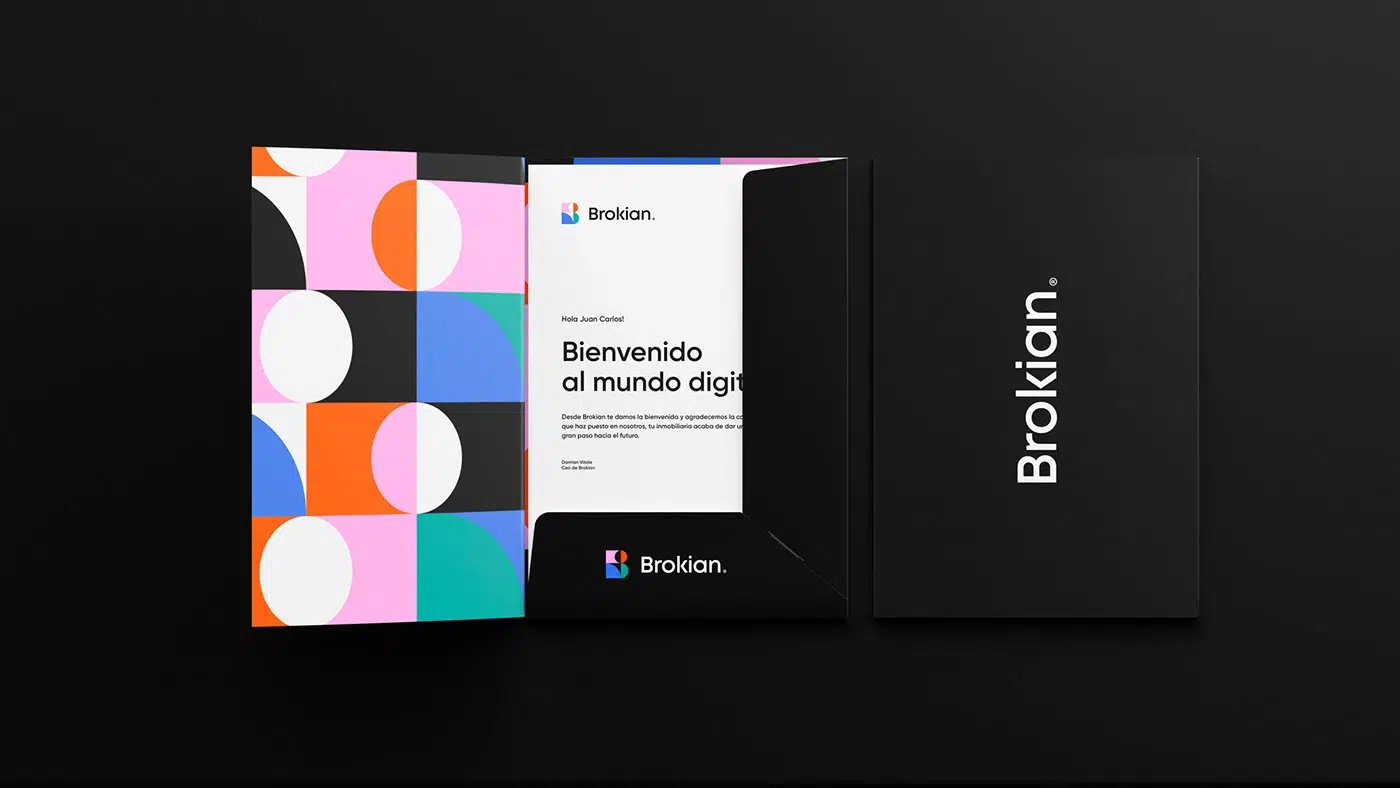 Brokian.
Hola Juan Carlos!
Bienvenido
al mundo digit
Desde Brokian te damos la bienvenida y agradecemos la co
que haz puesto en nosotros, tu inmobiliaria acaba de dar un
gran paso hacia el futuro.
Damian Vitale
Ceo de Brokian
Brokian.
Brokian®